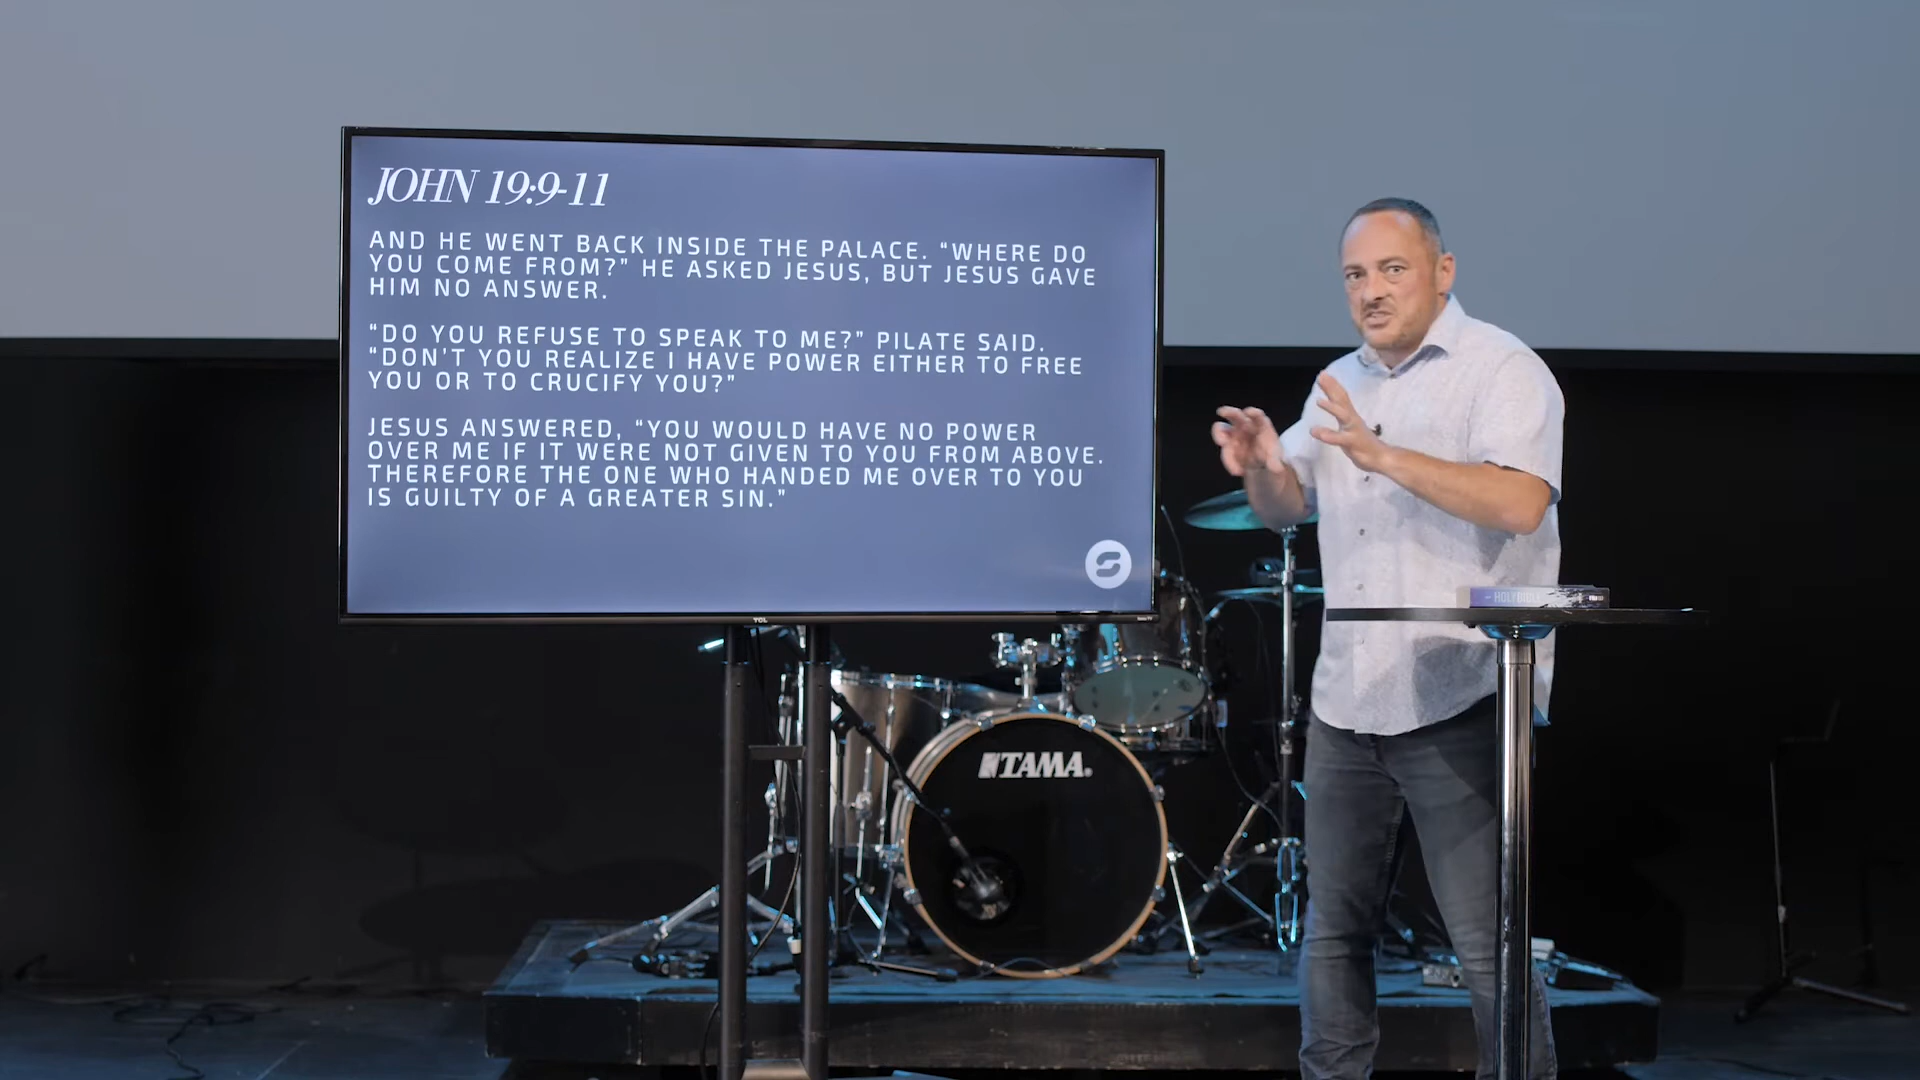 JOHN 19:9-11
AND HE WENT BACK INSIDE THE PALACE. “WHERE DO
YOU COME FROM?” HE ASKED JESUS, BUT JESUS GAVE
HIM NO ANSWER.
“DO YOU REFUSE TO SPEAK TO ME?” PILATE SAID.
“DON’T YOU REALIZE I HAVE POWER EITHER TO FREE
YOU OR TO CRUCIFY YOU?”
JESUS ANSWERED, “YOU WOULD HAVE NO POWER
OVER ME IF IT WERE NOT GIVEN TO YOU FROM ABOVE.
THEREFORE THE ONE WHO HANDED ME OVER TO YOU
IS GUILTY OF A GREATER SIN.”
S
TCL
HOLY BIBLE
TAMA®